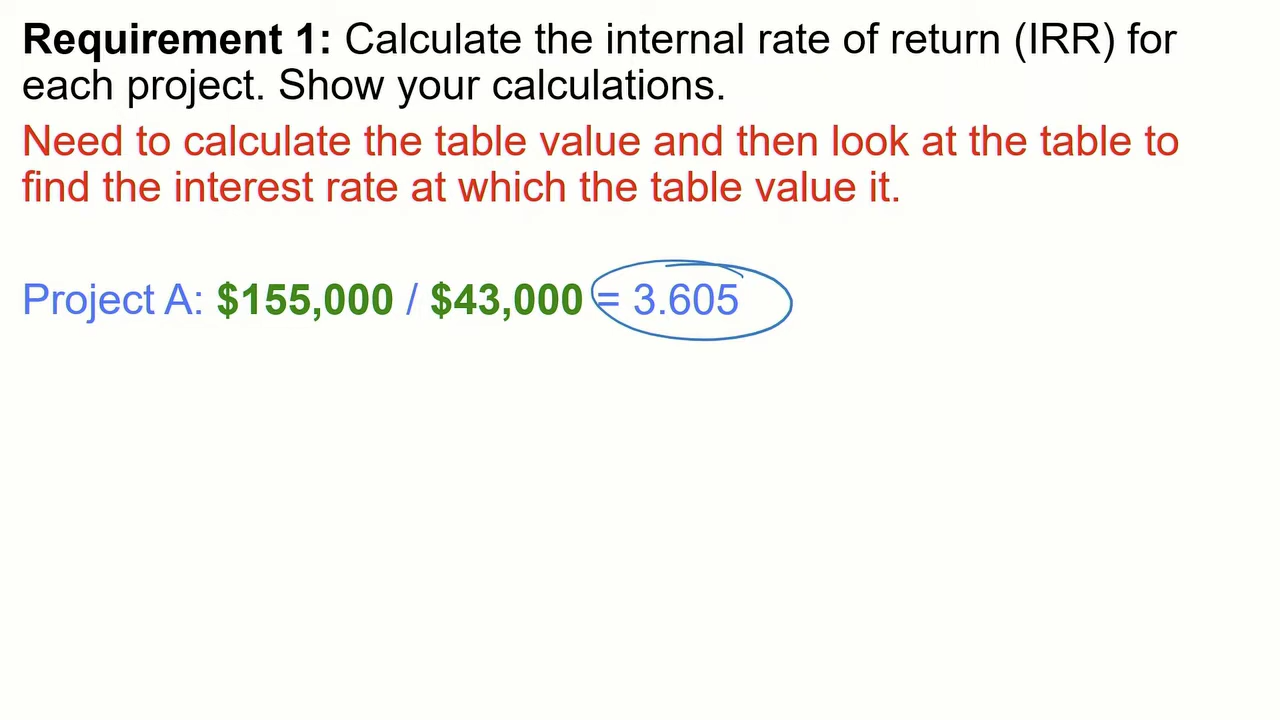 Requirement 1: Calculate the internal rate of return (IRR) for
each project. Show your calculations.
Need to calculate the table value and then look at the table to
find the interest rate at which the table value it.
Project A: $155,000 / $43,000 = 3.605